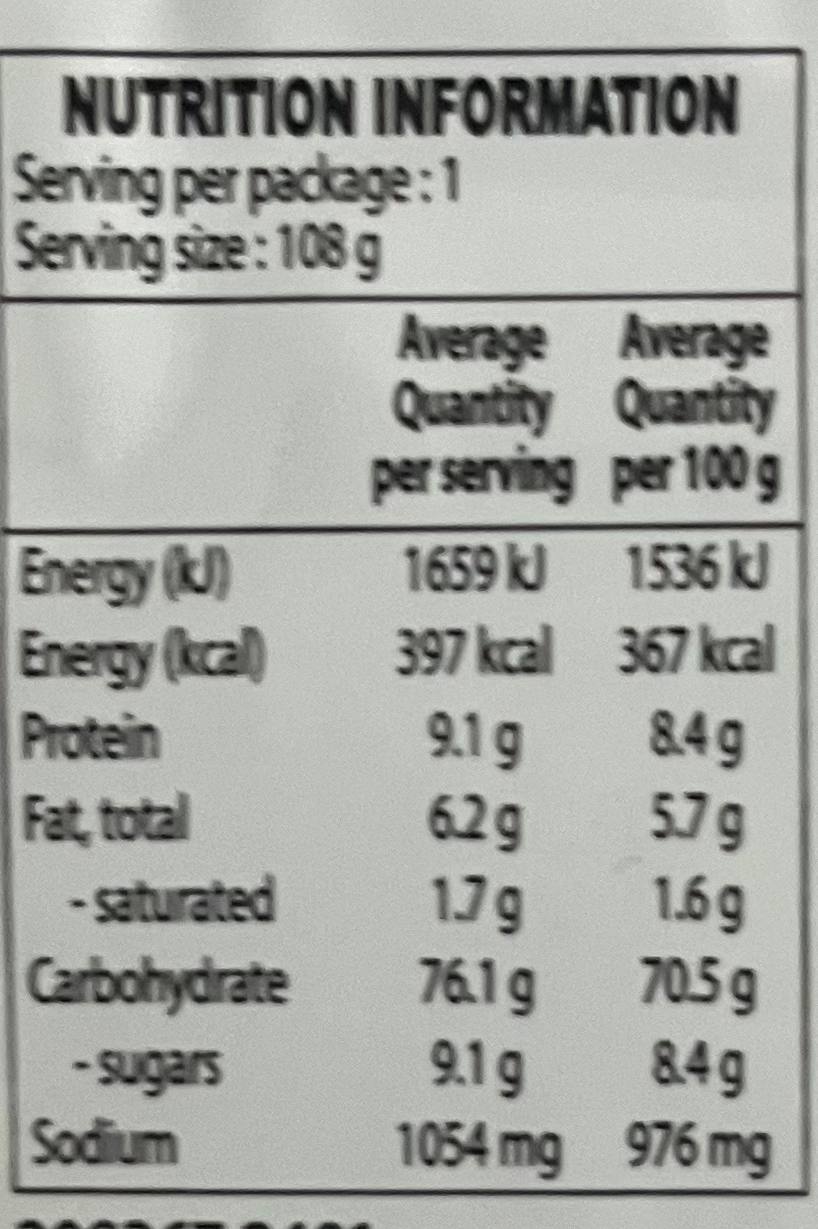 NUTRITION INFORMATION
Serving per package : 1
Serving size : 108 g
Average Average
Quantity Quantity
per serving per 100 g
Energy (kJ) 1659 kJ 1536 kJ
Energy (kcal) 397 kcal 367 kcal
Protein 9.1 g 8.4 g
Fat, total 6.2 g 5.7 g
- saturated 1.7 g 1.6 g
Carbohydrate 76.1 g 70.5 g
- sugars 9.1 g 8.4 g
Sodium 1054 mg 976 mg